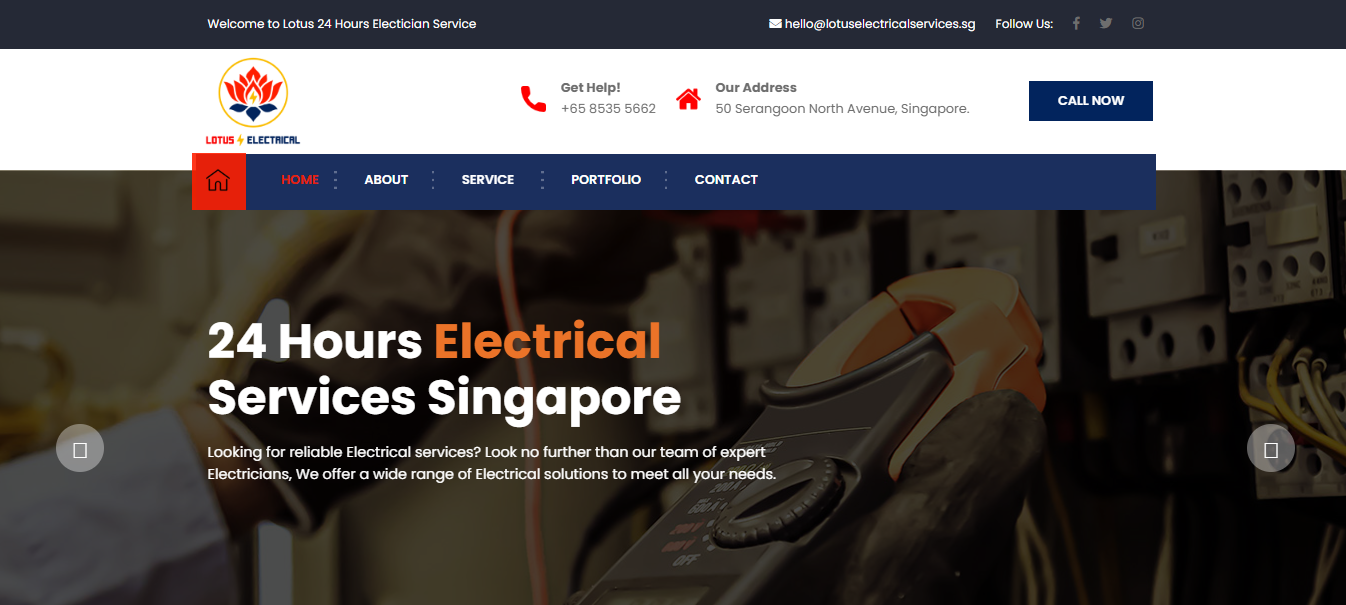 Welcome to Lotus 24 Hours Electician Service
hello@lotuselectricalservices.sg Follow Us:
LOTUS ELECTRICAL
Get Help!
+65 8535 5662
Our Address
50 Serangoon North Avenue, Singapore.
CALL NOW
HOME ABOUT SERVICE PORTFOLIO CONTACT
24 Hours Electrical
Services Singapore
Looking for reliable Electrical services? Look no further than our team of expert
Electricians, We offer a wide range of Electrical solutions to meet all your needs.
OFF